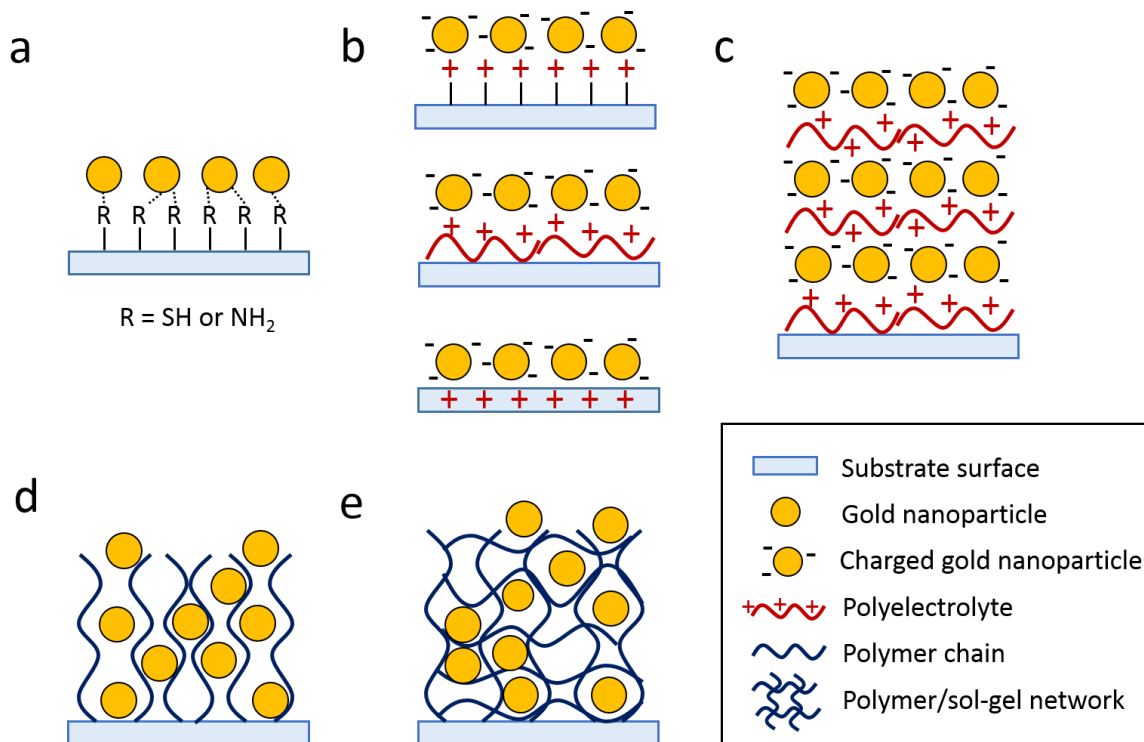 a
b
c
R R R R R R
R = SH or NH₂
+ + + + + +
+ + + + + +
d
e
Substrate surface
Gold nanoparticle
Charged gold nanoparticle
Polyelectrolyte
Polymer chain
Polymer/sol-gel network